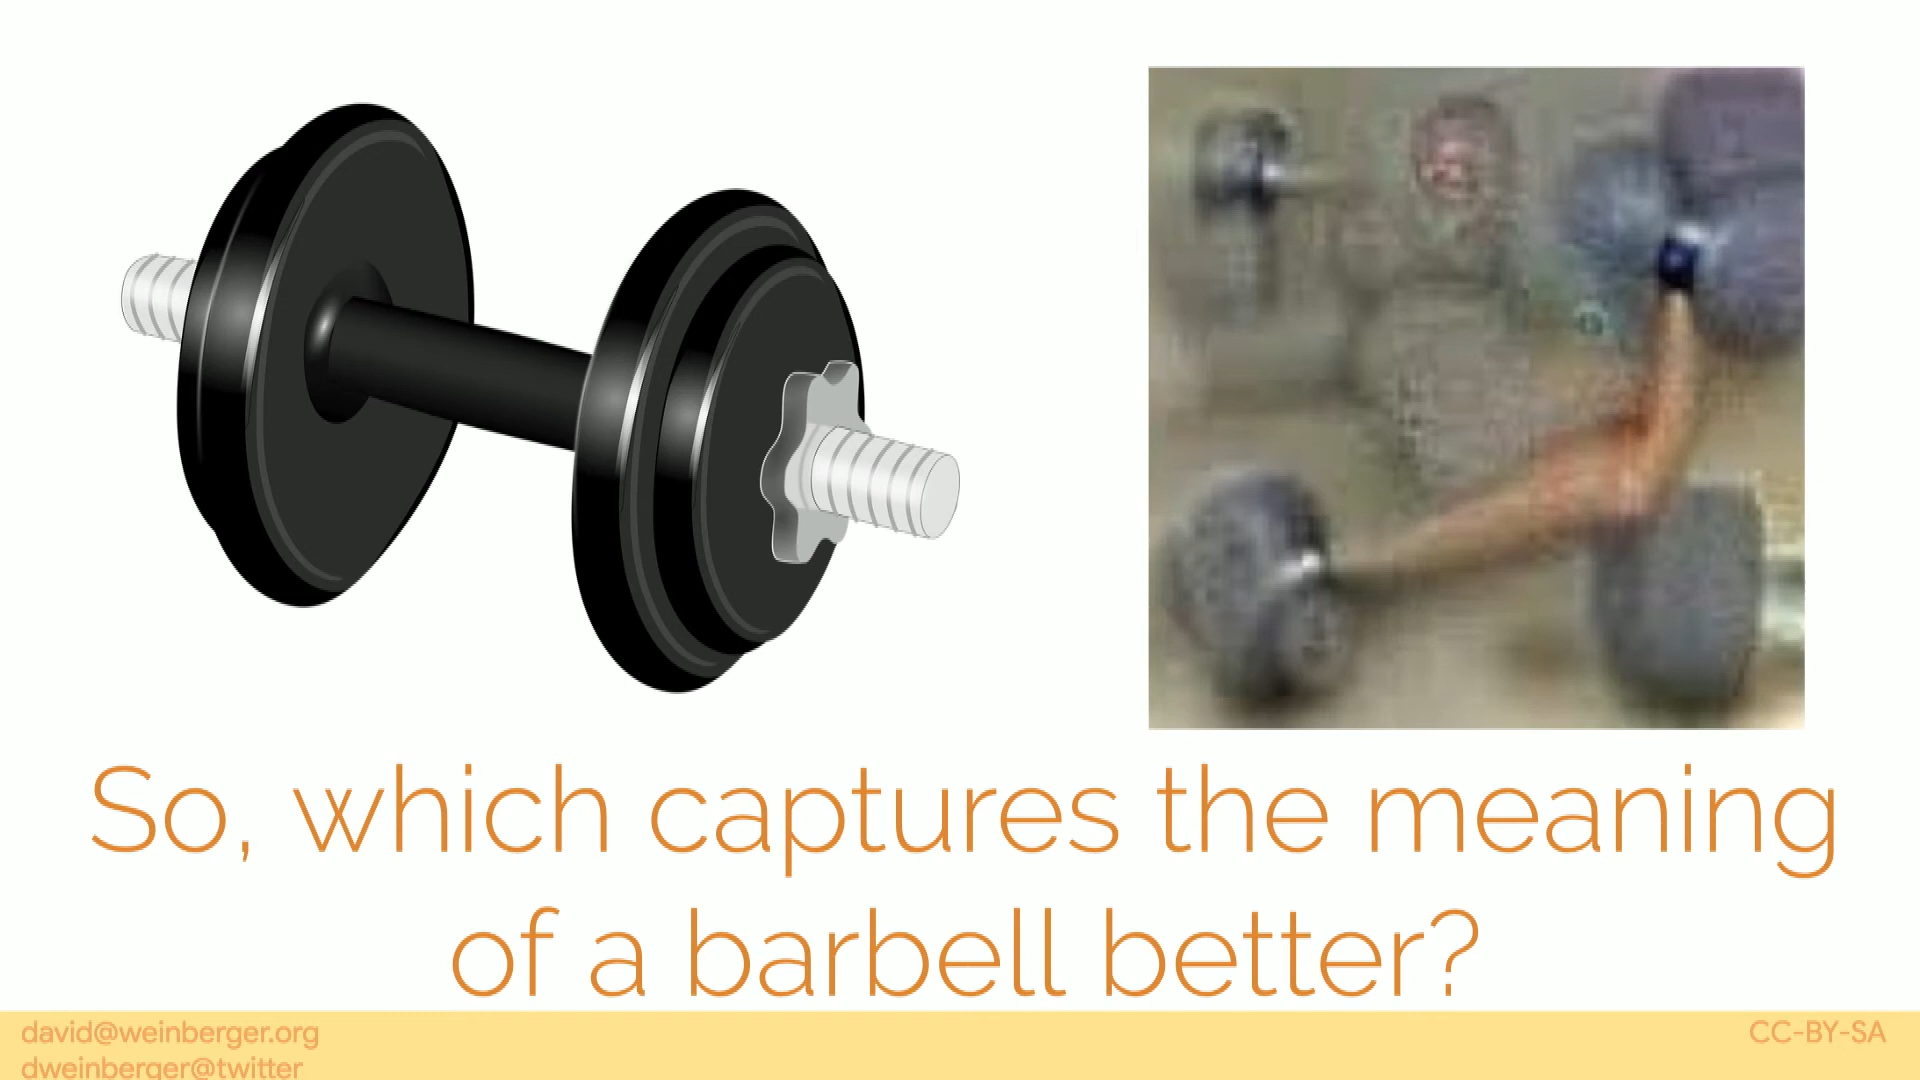 So, which captures the meaning
of a barbell better?
david@weinberger.org
CC-BY-SA
dweinberger@twitter